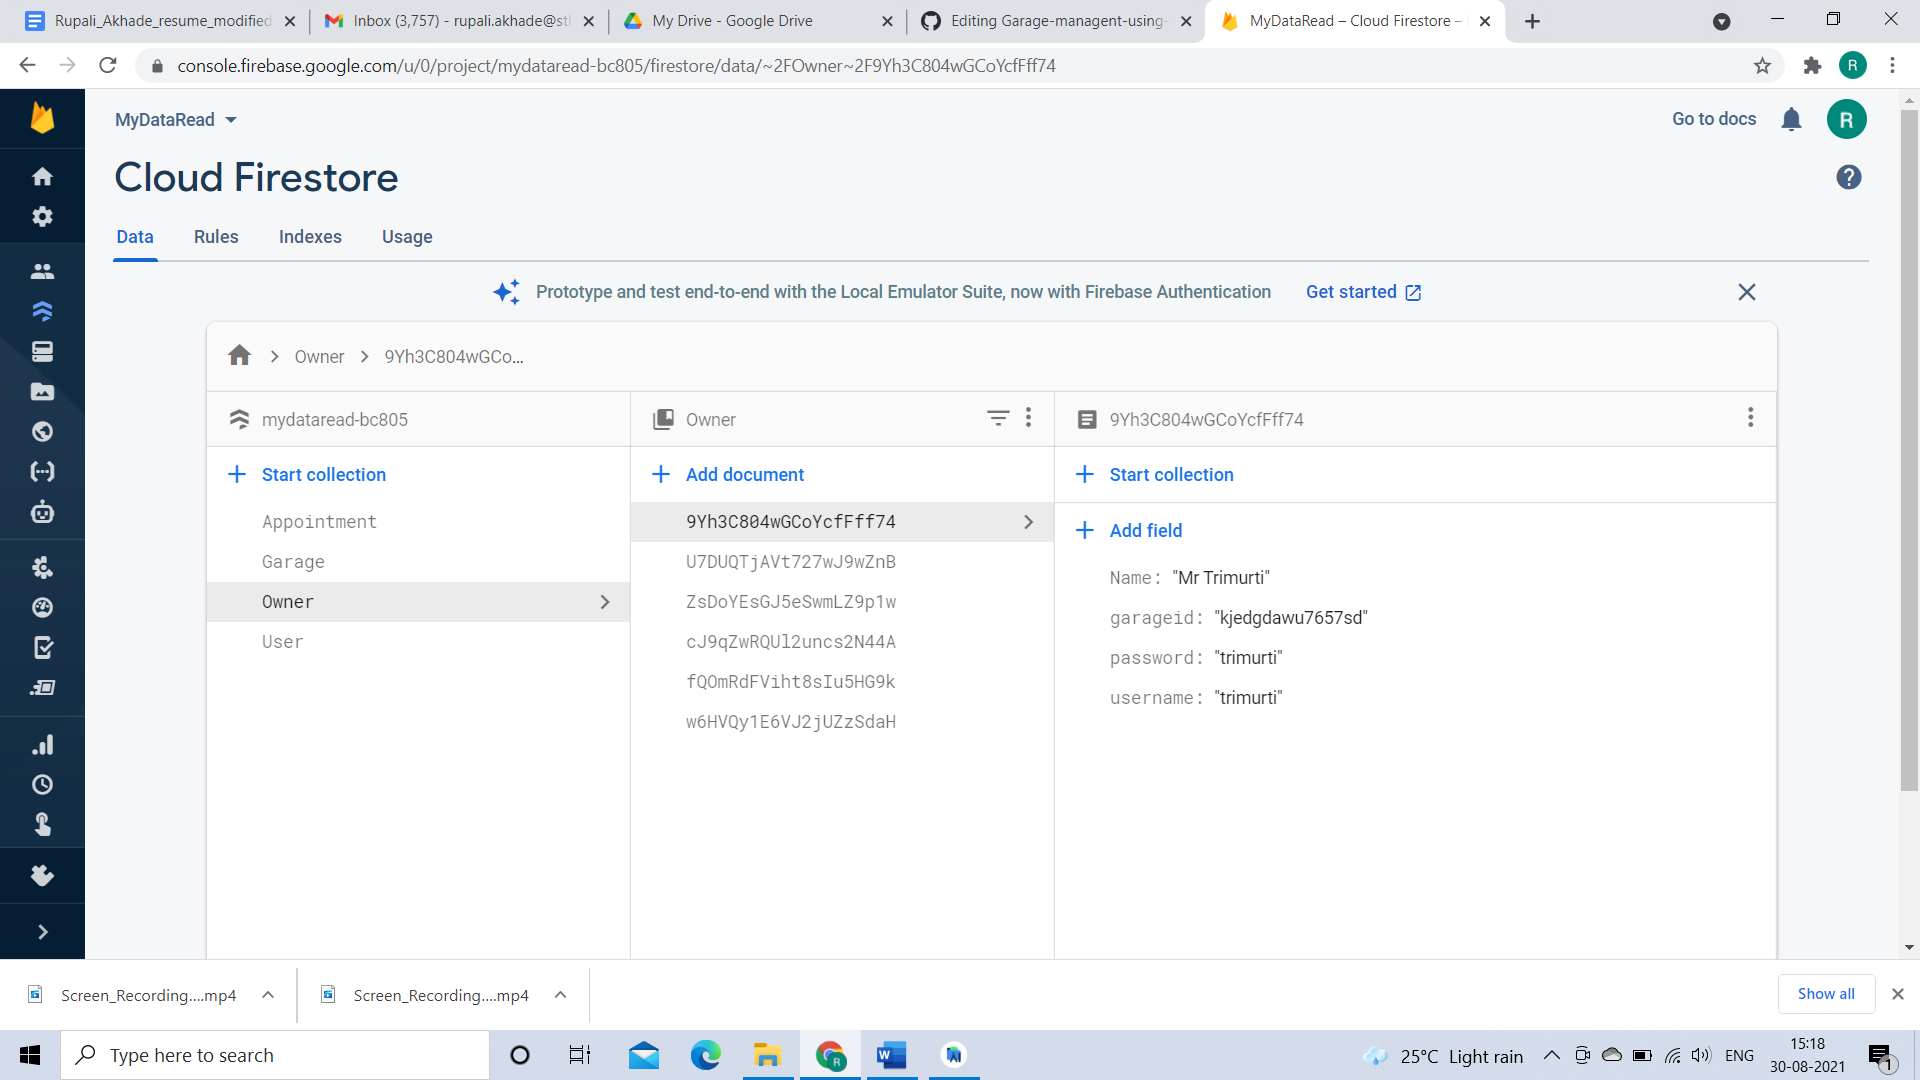 Rupali_Akhade_resume_modified
Inbox (3,757) - rupali.akhade@stl
My Drive - Google Drive
Editing Garage-managent-using-
MyDataRead – Cloud Firestore –
console.firebase.google.com/u/0/project/mydataread-bc805/firestore/data/~2FOwner~2F9Yh3C804wGCoYcfFff74
R
MyDataRead
Go to docs
R
Cloud Firestore
?
Data Rules Indexes Usage
Prototype and test end-to-end with the Local Emulator Suite, now with Firebase Authentication Get started
Owner 9Yh3C804wGCo...
mydataread-bc805
Owner
9Yh3C804wGCoYcfFff74
Start collection
Add document
Start collection
Appointment
Garage
Owner
User
9Yh3C804wGCoYcfFff74
U7DUQTjAVt727wJ9wZnB
ZsDoYEsGJ5eSwmLZ9p1w
cJ9qZwRQUl2uncs2N44A
fQOmRdFViht8sIu5HG9k
w6HVQy1E6VJ2jUZzSdaH
Add field
Name: "Mr Trimurti"
garageid: "kjedgdawu7657sd"
password: "trimurti"
username: "trimurti"
Screen_Recording....mp4
Screen_Recording....mp4
Show all
Type here to search
25°C Light rain
ENG
15:18
30-08-2021
1